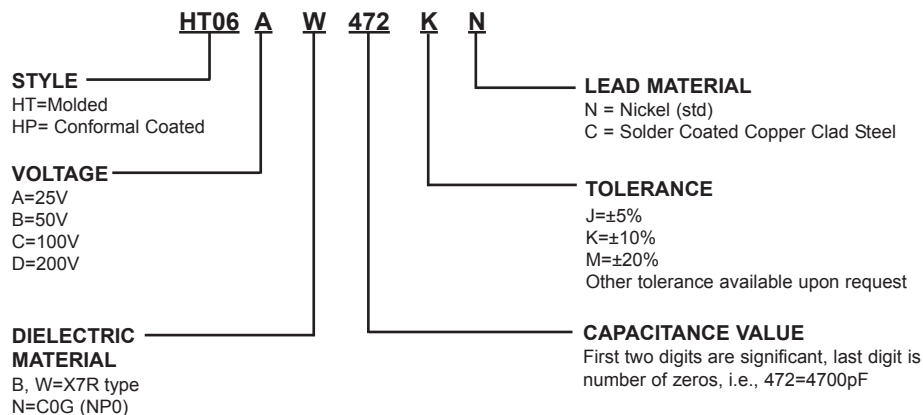 HT06 A W 472 K N
STYLE
HT=Molded
HP= Conformal Coated
VOLTAGE
A=25V
B=50V
C=100V
D=200V
DIELECTRIC
MATERIAL
B, W=X7R type
N=C0G (NP0)
LEAD MATERIAL
N = Nickel (std)
C = Solder Coated Copper Clad Steel
TOLERANCE
J=±5%
K=±10%
M=±20%
Other tolerance available upon request
CAPACITANCE VALUE
First two digits are significant, last digit is
number of zeros, i.e., 472=4700pF